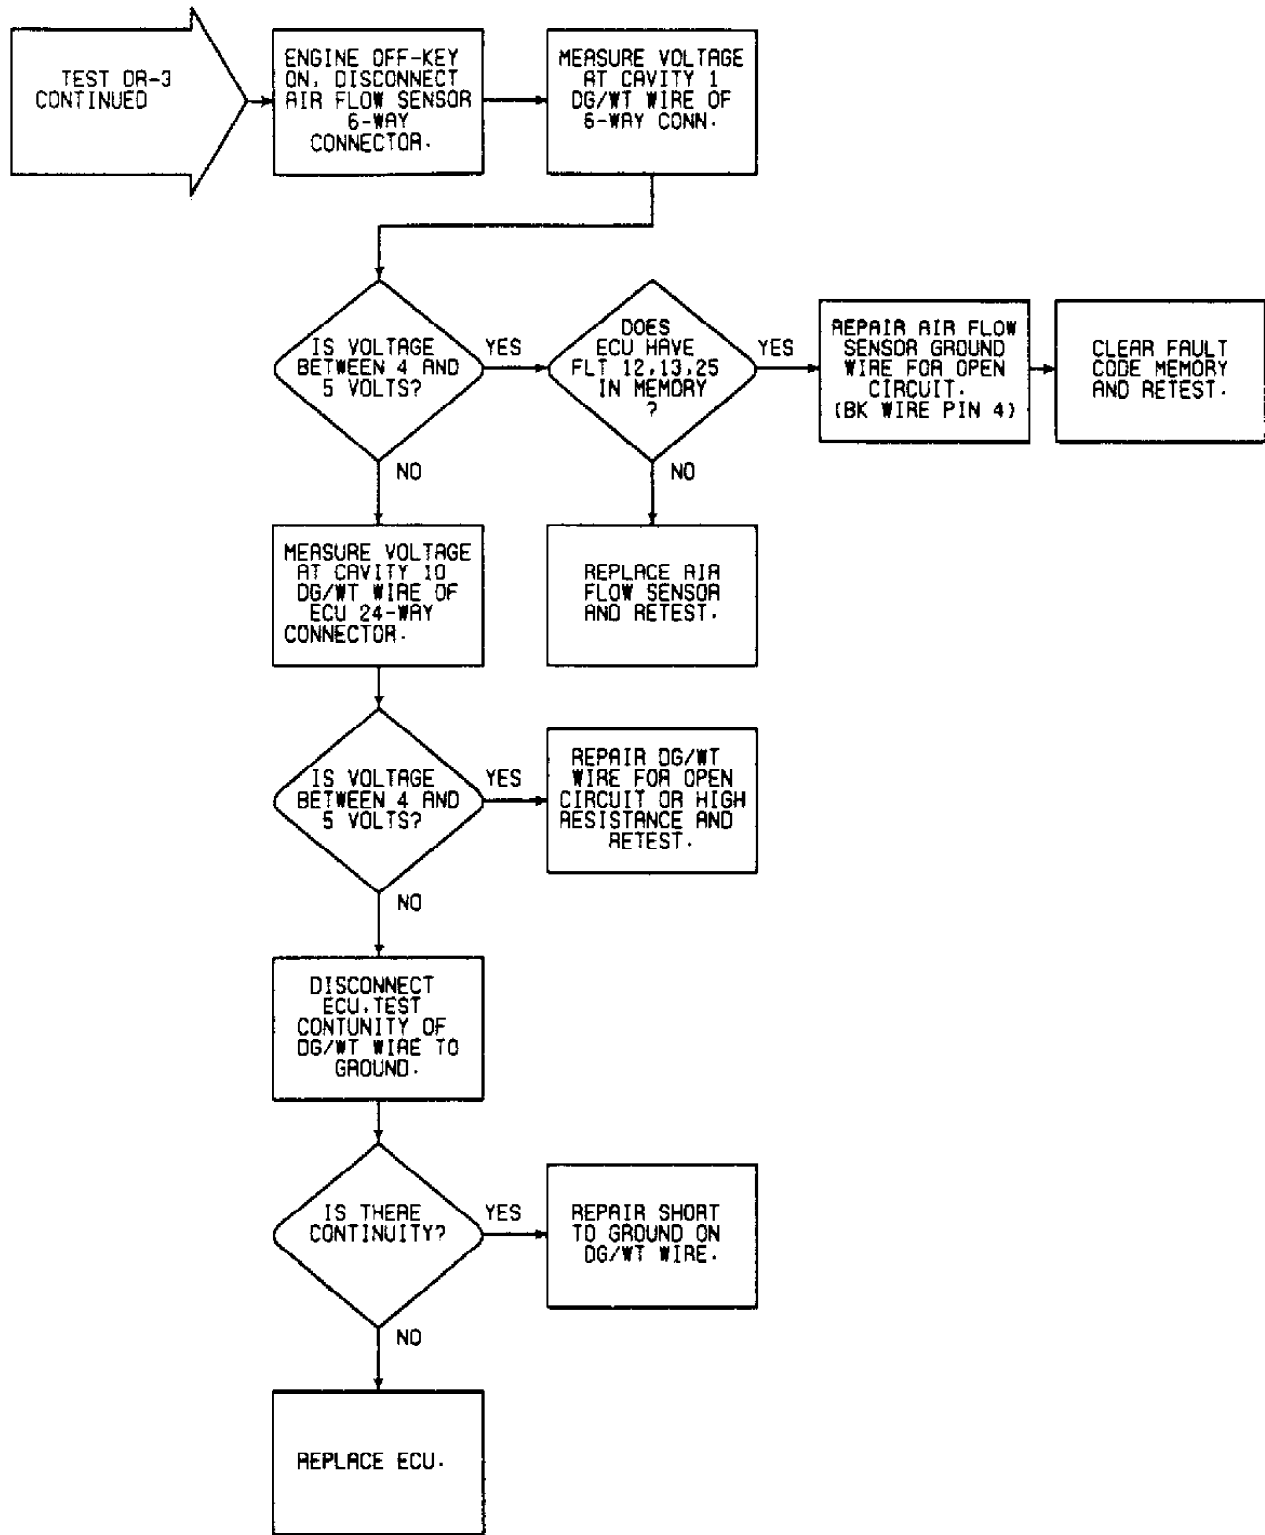 TEST DR-3
CONTINUED
ENGINE OFF-KEY
ON, DISCONNECT
AIR FLOW SENSOR
6-WAY
CONNECTOR.
MEASURE VOLTAGE
AT CAVITY 1
DG/WT WIRE OF
6-WAY CONN.
IS VOLTAGE
BETWEEN 4 AND
5 VOLTS?
YES
NO
DOES
ECU HAVE
FLT 12,13,25
IN MEMORY
?
YES
NO
REPAIR AIR FLOW
SENSOR GROUND
WIRE FOR OPEN
CIRCUIT.
(BK WIRE PIN 4)
CLEAR FAULT
CODE MEMORY
AND RETEST.
MEASURE VOLTAGE
AT CAVITY 10
DG/WT WIRE OF
ECU 24-WAY
CONNECTOR.
REPLACE AIR
FLOW SENSOR
AND RETEST.
IS VOLTAGE
BETWEEN 4 AND
5 VOLTS?
YES
NO
REPAIR DG/WT
WIRE FOR OPEN
CIRCUIT OR HIGH
RESISTANCE AND
RETEST.
DISCONNECT
ECU,TEST
CONTUNITY OF
DG/WT WIRE TO
GROUND.
IS THERE
CONTINUITY?
YES
NO
REPAIR SHORT
TO GROUND ON
DG/WT WIRE.
REPLACE ECU.